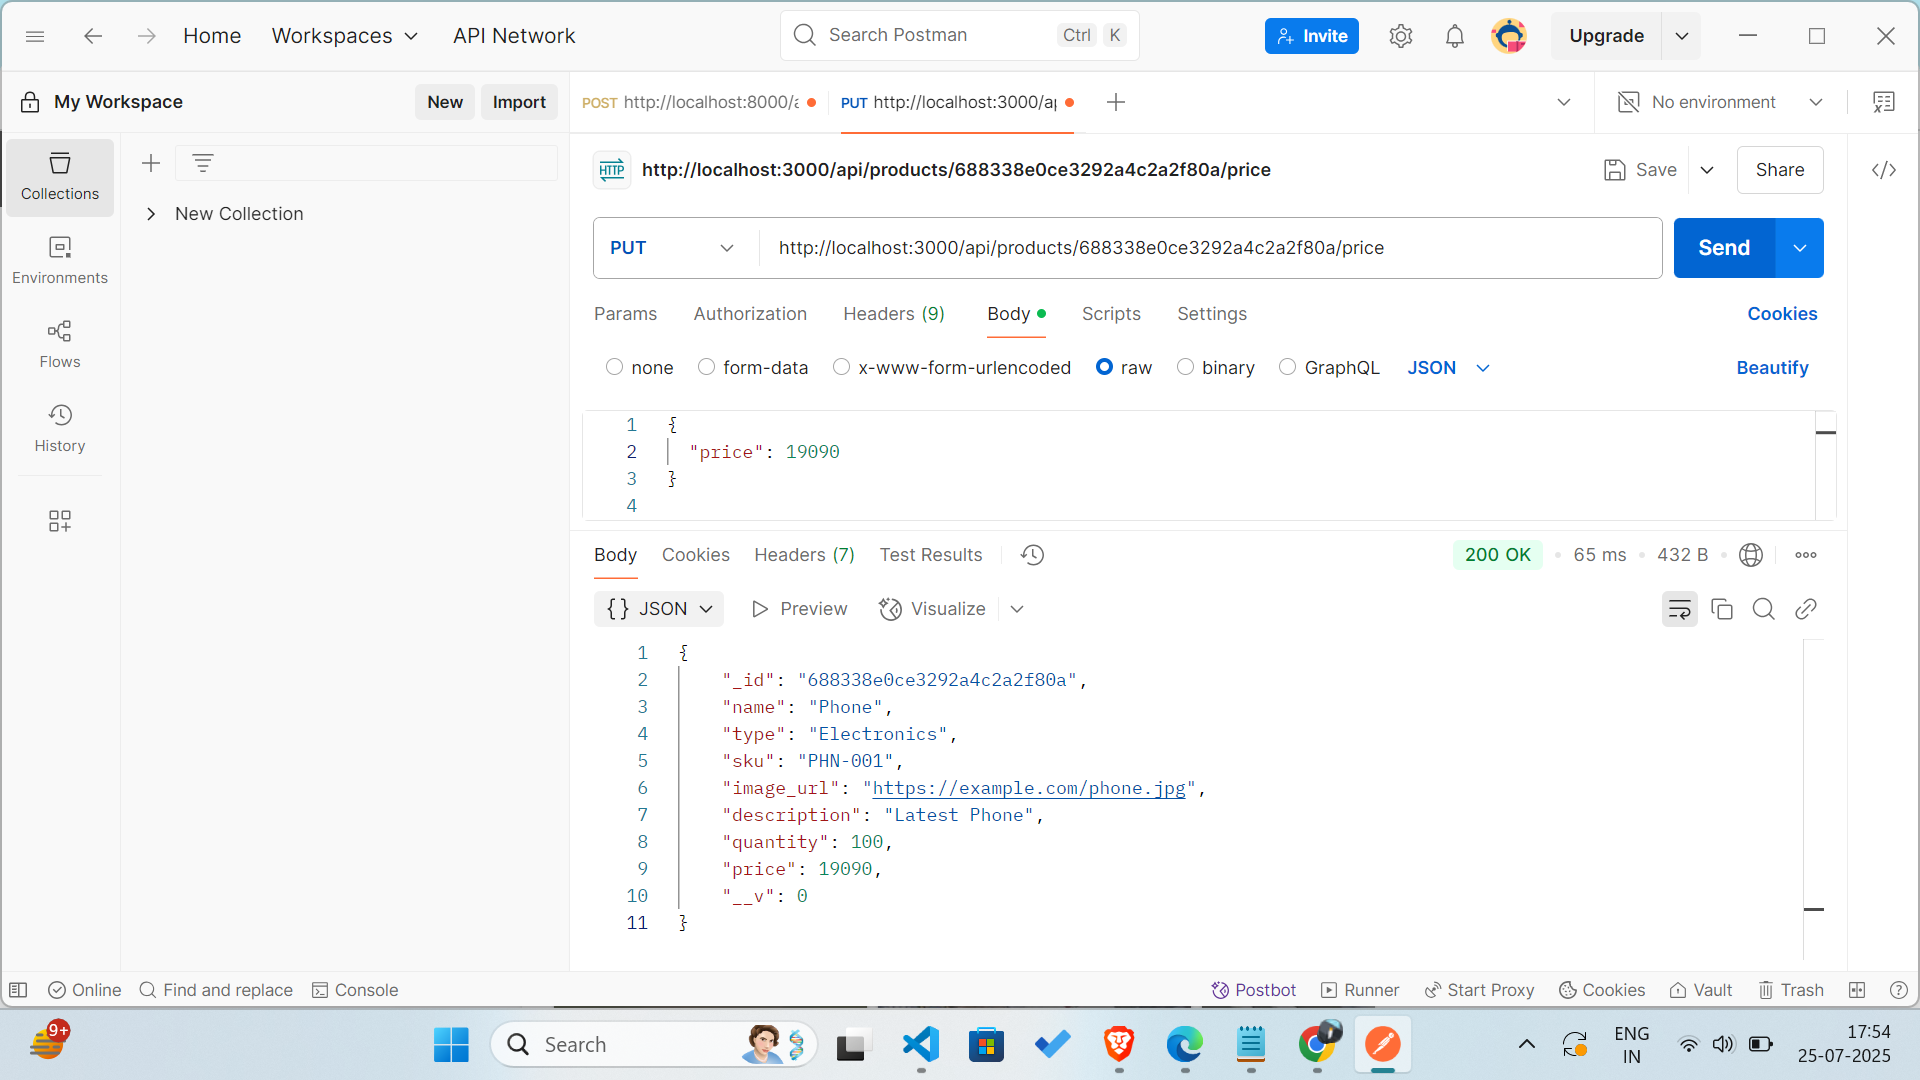 Home
Workspaces
API Network
Search Postman
Ctrl
K
Invite
Upgrade
My Workspace
New
Import
POST http://localhost:8000/a
PUT http://localhost:3000/ap
No environment
Collections
Environments
Flows
History
New Collection
HTTP
http://localhost:3000/api/products/688338e0ce3292a4c2a2f80a/price
Save
Share
PUT
http://localhost:3000/api/products/688338e0ce3292a4c2a2f80a/price
Send
Params
Authorization
Headers (9)
Body
Scripts
Settings
Cookies
none
form-data
x-www-form-urlencoded
raw
binary
GraphQL
JSON
Beautify
1 {
2 "price": 19090
3 }
4
Body
Cookies
Headers (7)
Test Results
200 OK
65 ms
432 B
{} JSON
Preview
Visualize
1 {
2 "_id": "688338e0ce3292a4c2a2f80a",
3 "name": "Phone",
4 "type": "Electronics",
5 "sku": "PHN-001",
6 "image_url": "https://example.com/phone.jpg",
7 "description": "Latest Phone",
8 "quantity": 100,
9 "price": 19090,
10 "__v": 0
11 }
Online
Find and replace
Console
Postbot
Runner
Start Proxy
Cookies
Vault
Trash
9+
Search
ENG
IN
17:54
25-07-2025